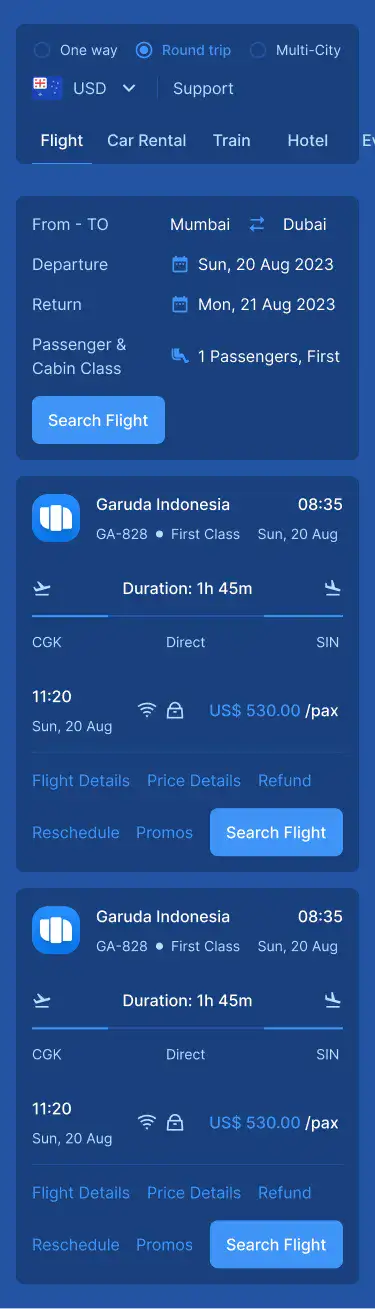 One way Round trip Multi-City
USD Support
Flight Car Rental Train Hotel Ev
From - TO Mumbai Dubai
Departure Sun, 20 Aug 2023
Return Mon, 21 Aug 2023
Passenger &
Cabin Class
1 Passengers, First
Search Flight
Garuda Indonesia 08:35
GA-828 First Class Sun, 20 Aug
Duration: 1h 45m
CGK Direct SIN
11:20
Sun, 20 Aug
US$ 530.00 /pax
Flight Details Price Details Refund
Reschedule Promos Search Flight
Garuda Indonesia 08:35
GA-828 First Class Sun, 20 Aug
Duration: 1h 45m
CGK Direct SIN
11:20
Sun, 20 Aug
US$ 530.00 /pax
Flight Details Price Details Refund
Reschedule Promos Search Flight